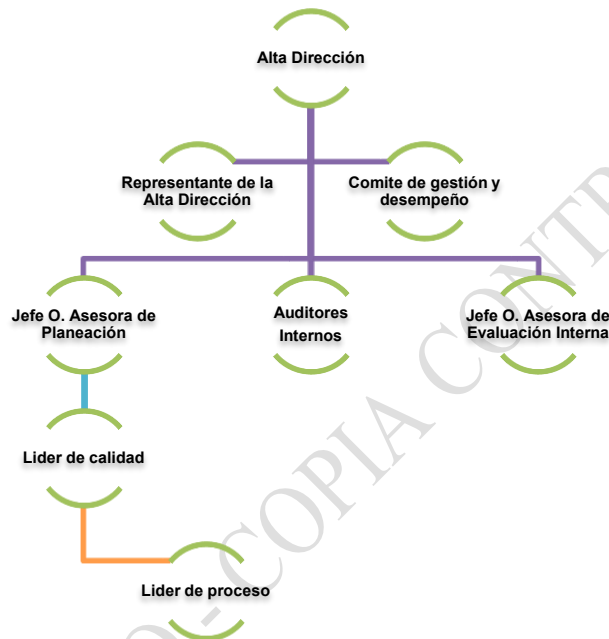 Alta Dirección
Representante de la
Alta Dirección
Comite de gestión y
desempeño
Jefe O. Asesora de
Planeación
Auditores
Internos
Jefe O. Asesora de
Evaluación Interna
Lider de calidad
Lider de proceso
O - COPIA CONTR